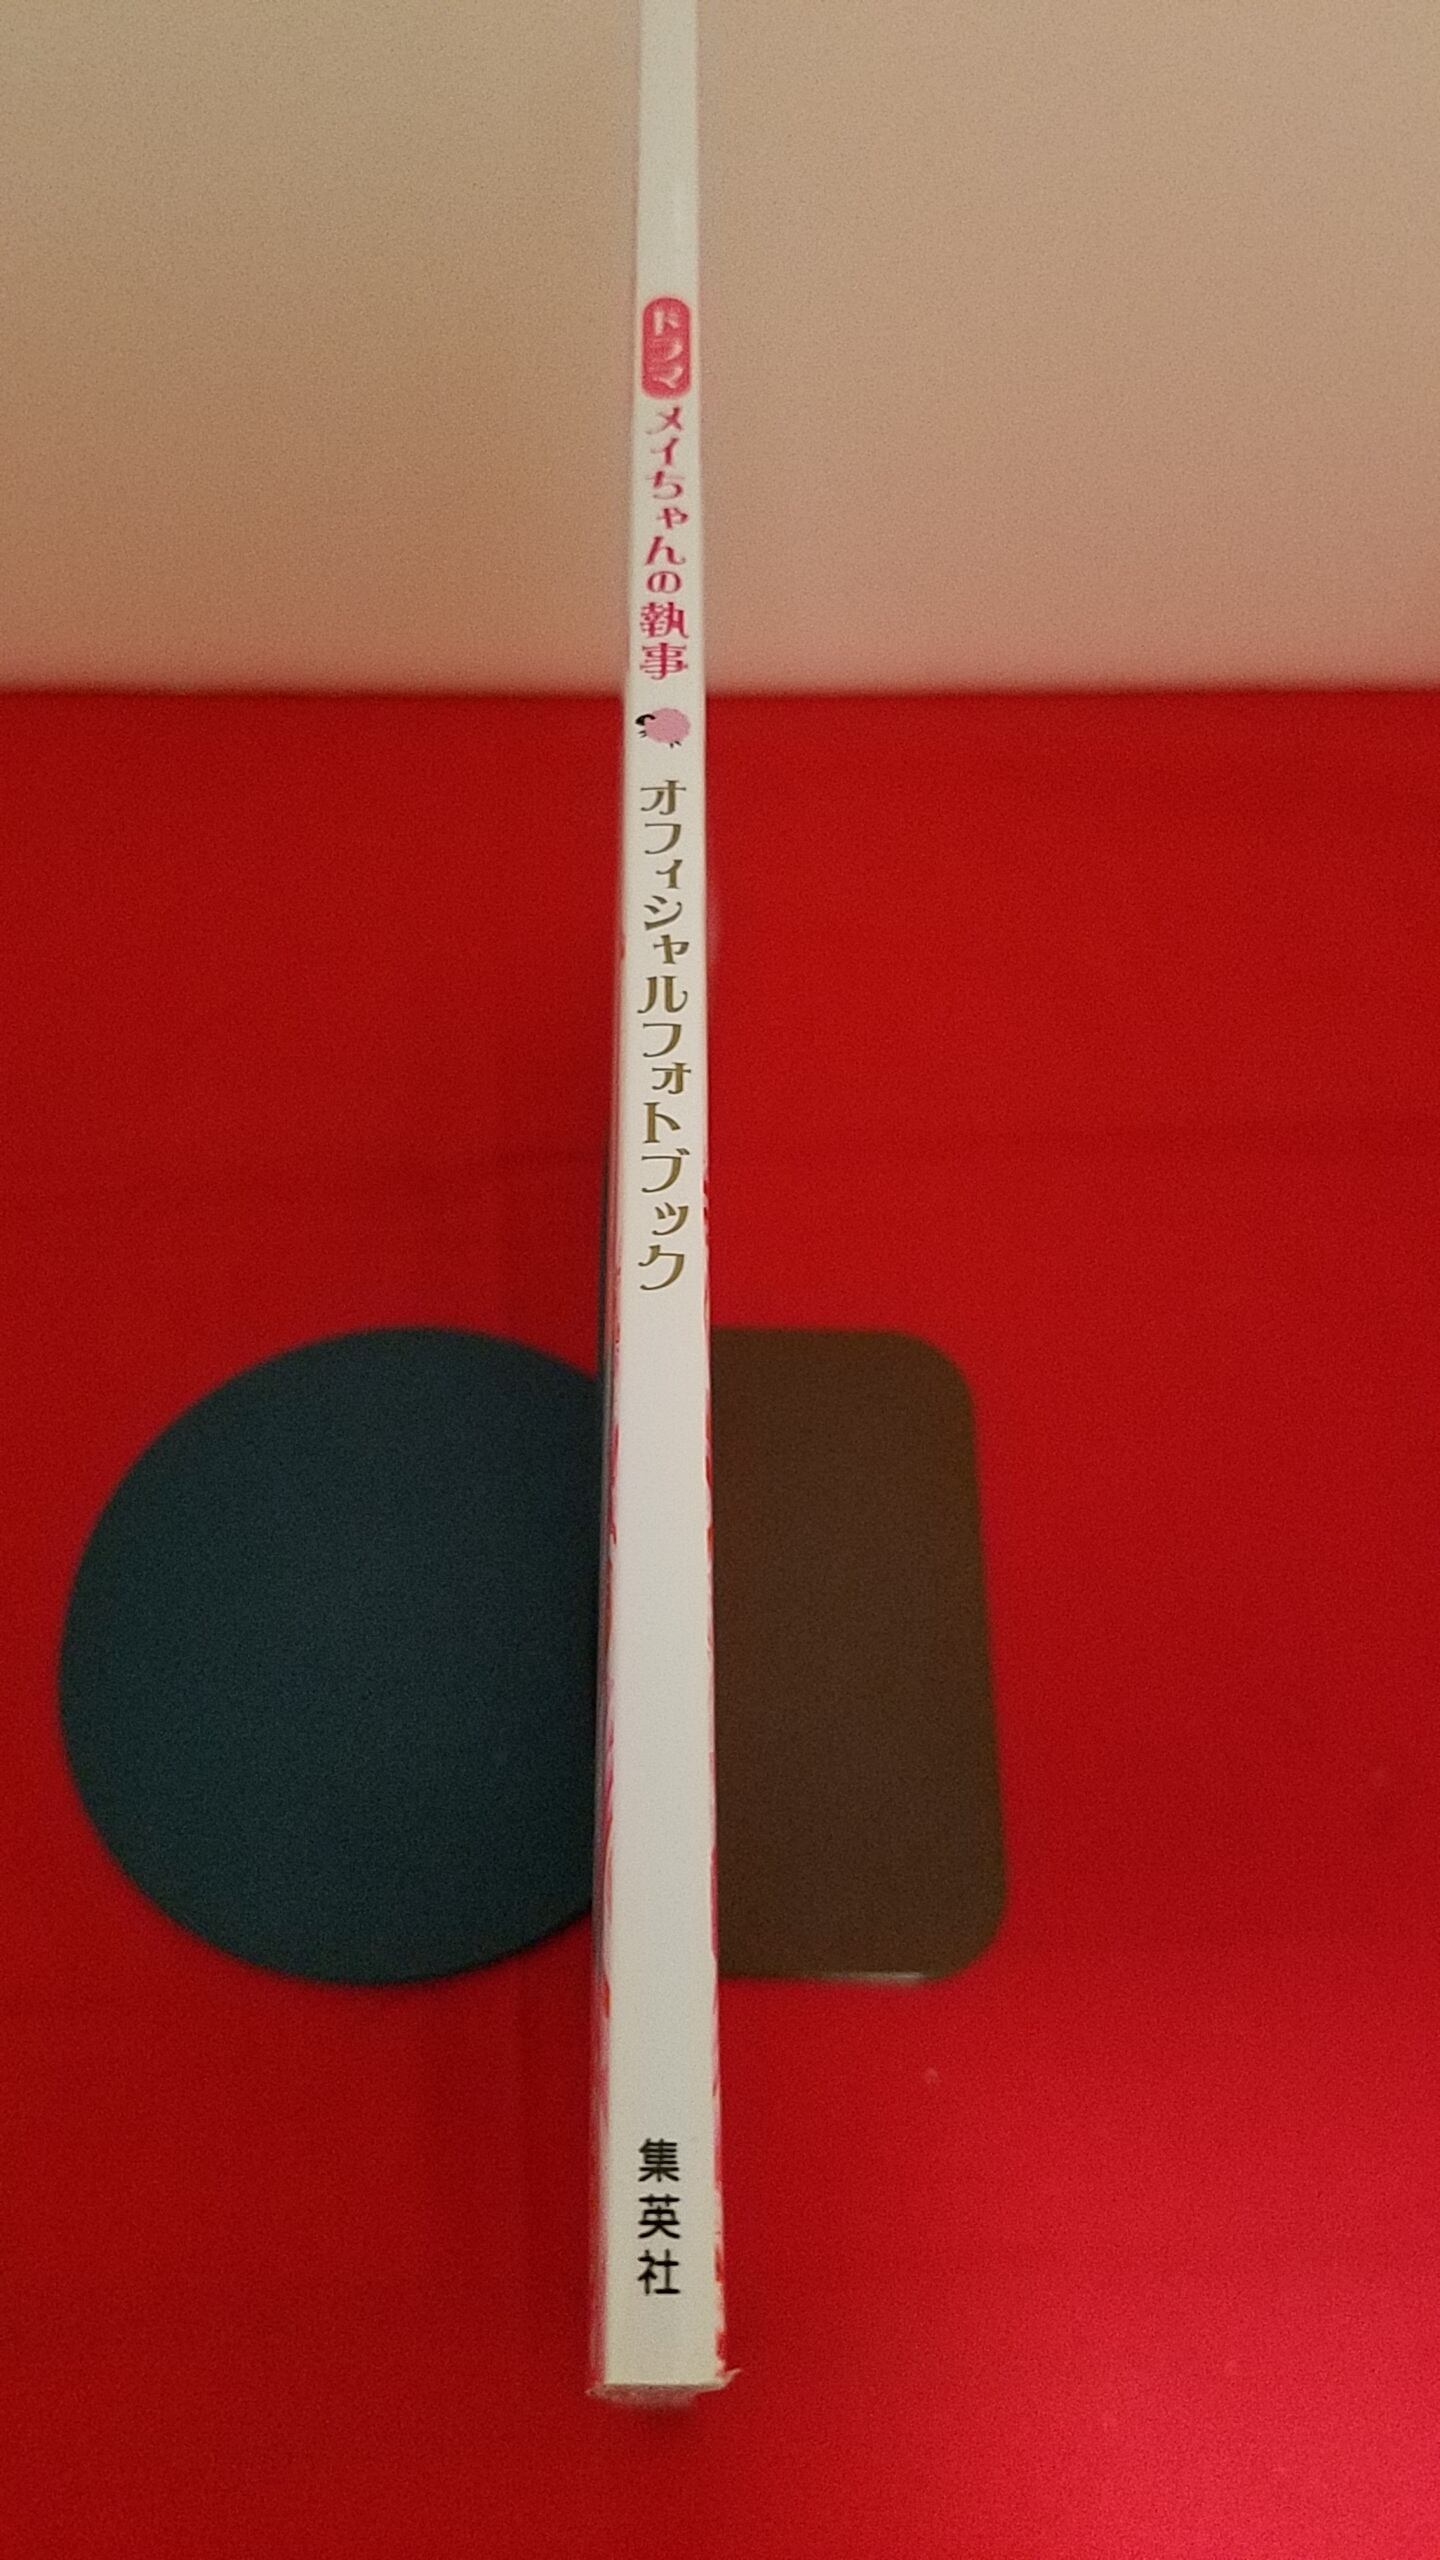 ドラマ
メイちゃんの執事
オフィシャルフォトブック
集英社